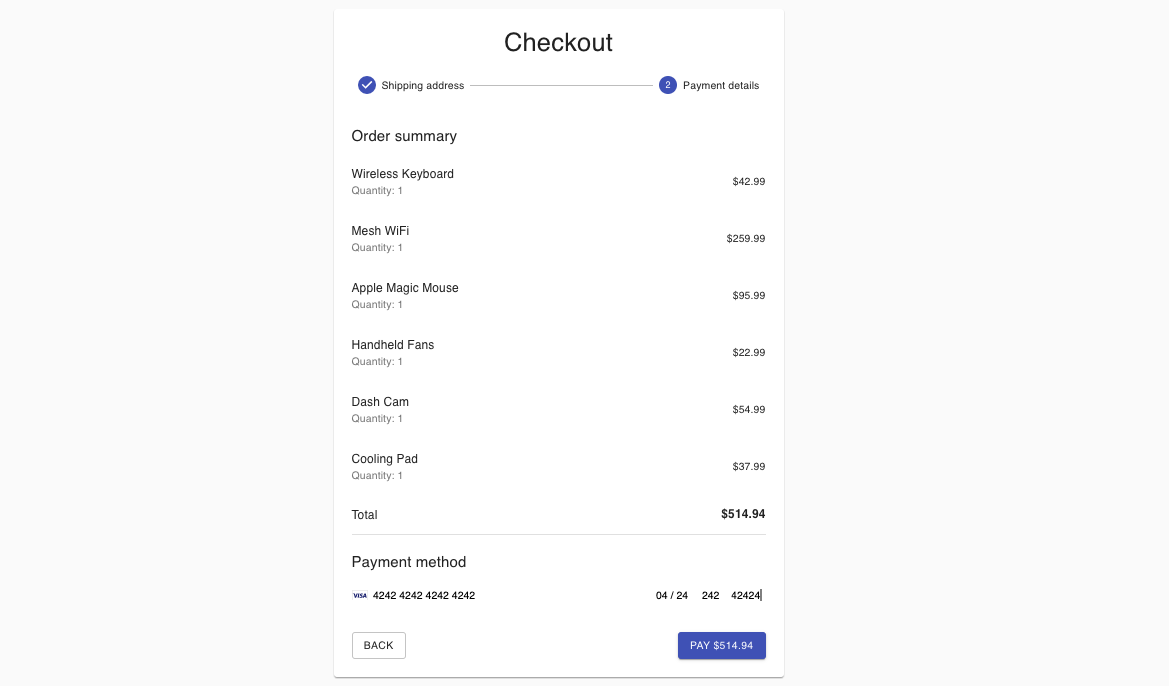 Checkout
Shipping address 2 Payment details
Order summary
Wireless Keyboard
Quantity: 1
$42.99
Mesh WiFi
Quantity: 1
$259.99
Apple Magic Mouse
Quantity: 1
$95.99
Handheld Fans
Quantity: 1
$22.99
Dash Cam
Quantity: 1
$54.99
Cooling Pad
Quantity: 1
$37.99
Total $514.94
Payment method
VISA 4242 4242 4242 4242 04 / 24 242 42424
BACK PAY $514.94